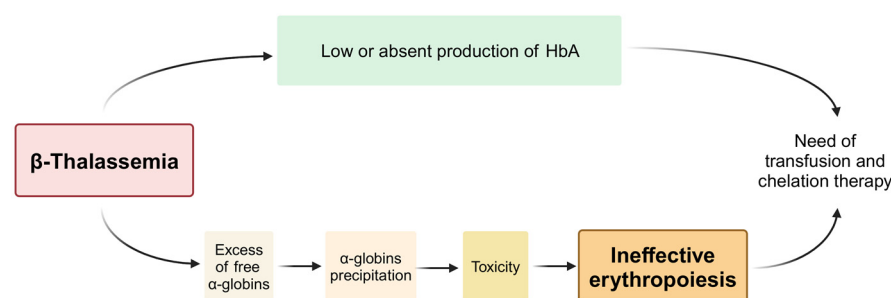 Low or absent production of HbA
β-Thalassemia
Need of
transfusion and
chelation therapy
Excess
of free
α-globins
α-globins
precipitation
Toxicity
Ineffective
erythropoiesis